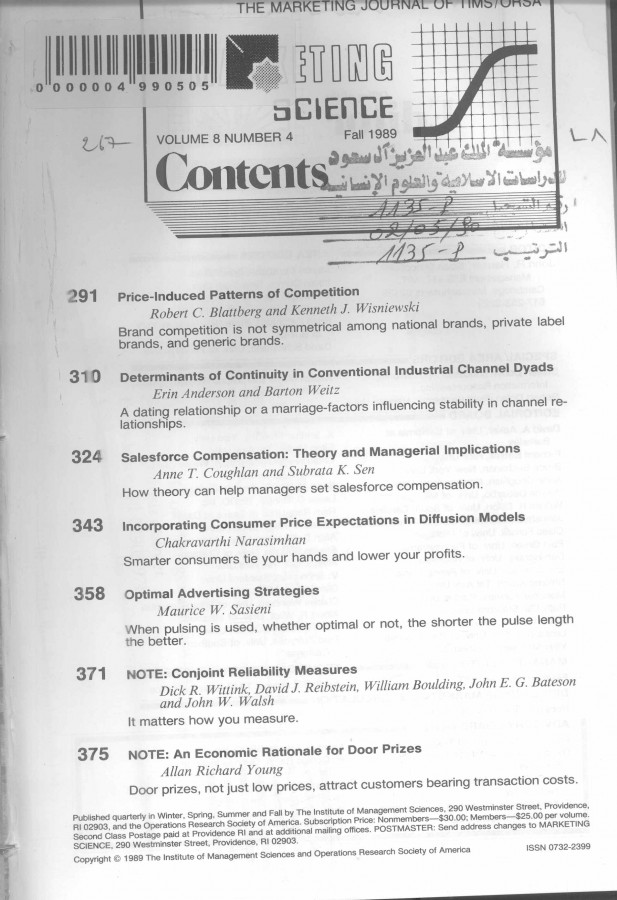 THE MARKETING JOURNAL OF TIMS/ORSA
0 000004 990505
ETING
SCIENCE
VOLUME 8 NUMBER 4 Fall 1989
267
Contents
مؤسسة الملك عبد العزيز آل سعود
للدراسات الاسلامية والعلوم الإنسانية
1135-P
02/05/90
الترتيب 1135-P
291 Price-Induced Patterns of Competition
Robert C. Blattberg and Kenneth J. Wisniewski
Brand competition is not symmetrical among national brands, private label
brands, and generic brands.
310 Determinants of Continuity in Conventional Industrial Channel Dyads
Erin Anderson and Barton Weitz
A dating relationship or a marriage-factors influencing stability in channel re-
lationships.
324 Salesforce Compensation: Theory and Managerial Implications
Anne T. Coughlan and Subrata K. Sen
How theory can help managers set salesforce compensation.
343 Incorporating Consumer Price Expectations in Diffusion Models
Chakravarthi Narasimhan
Smarter consumers tie your hands and lower your profits.
358 Optimal Advertising Strategies
Maurice W. Sasieni
When pulsing is used, whether optimal or not, the shorter the pulse length
the better.
371 NOTE: Conjoint Reliability Measures
Dick R. Wittink, David J. Reibstein, William Boulding, John E. G. Bateson
and John W. Walsh
It matters how you measure.
375 NOTE: An Economic Rationale for Door Prizes
Allan Richard Young
Door prizes, not just low prices, attract customers bearing transaction costs.
Published quarterly in Winter, Spring, Summer and Fall by The Institute of Management Sciences, 290 Westminster Street, Providence,
RI 02903, and the Operations Research Society of America. Subscription Price: Nonmembers—$30.00; Members—$25.00 per volume.
Second Class Postage paid at Providence RI and at additional mailing offices. POSTMASTER: Send address changes to MARKETING
SCIENCE, 290 Westminster Street, Providence, RI 02903.
Copyright © 1989 The Institute of Management Sciences and Operations Research Society of America ISSN 0732-2399